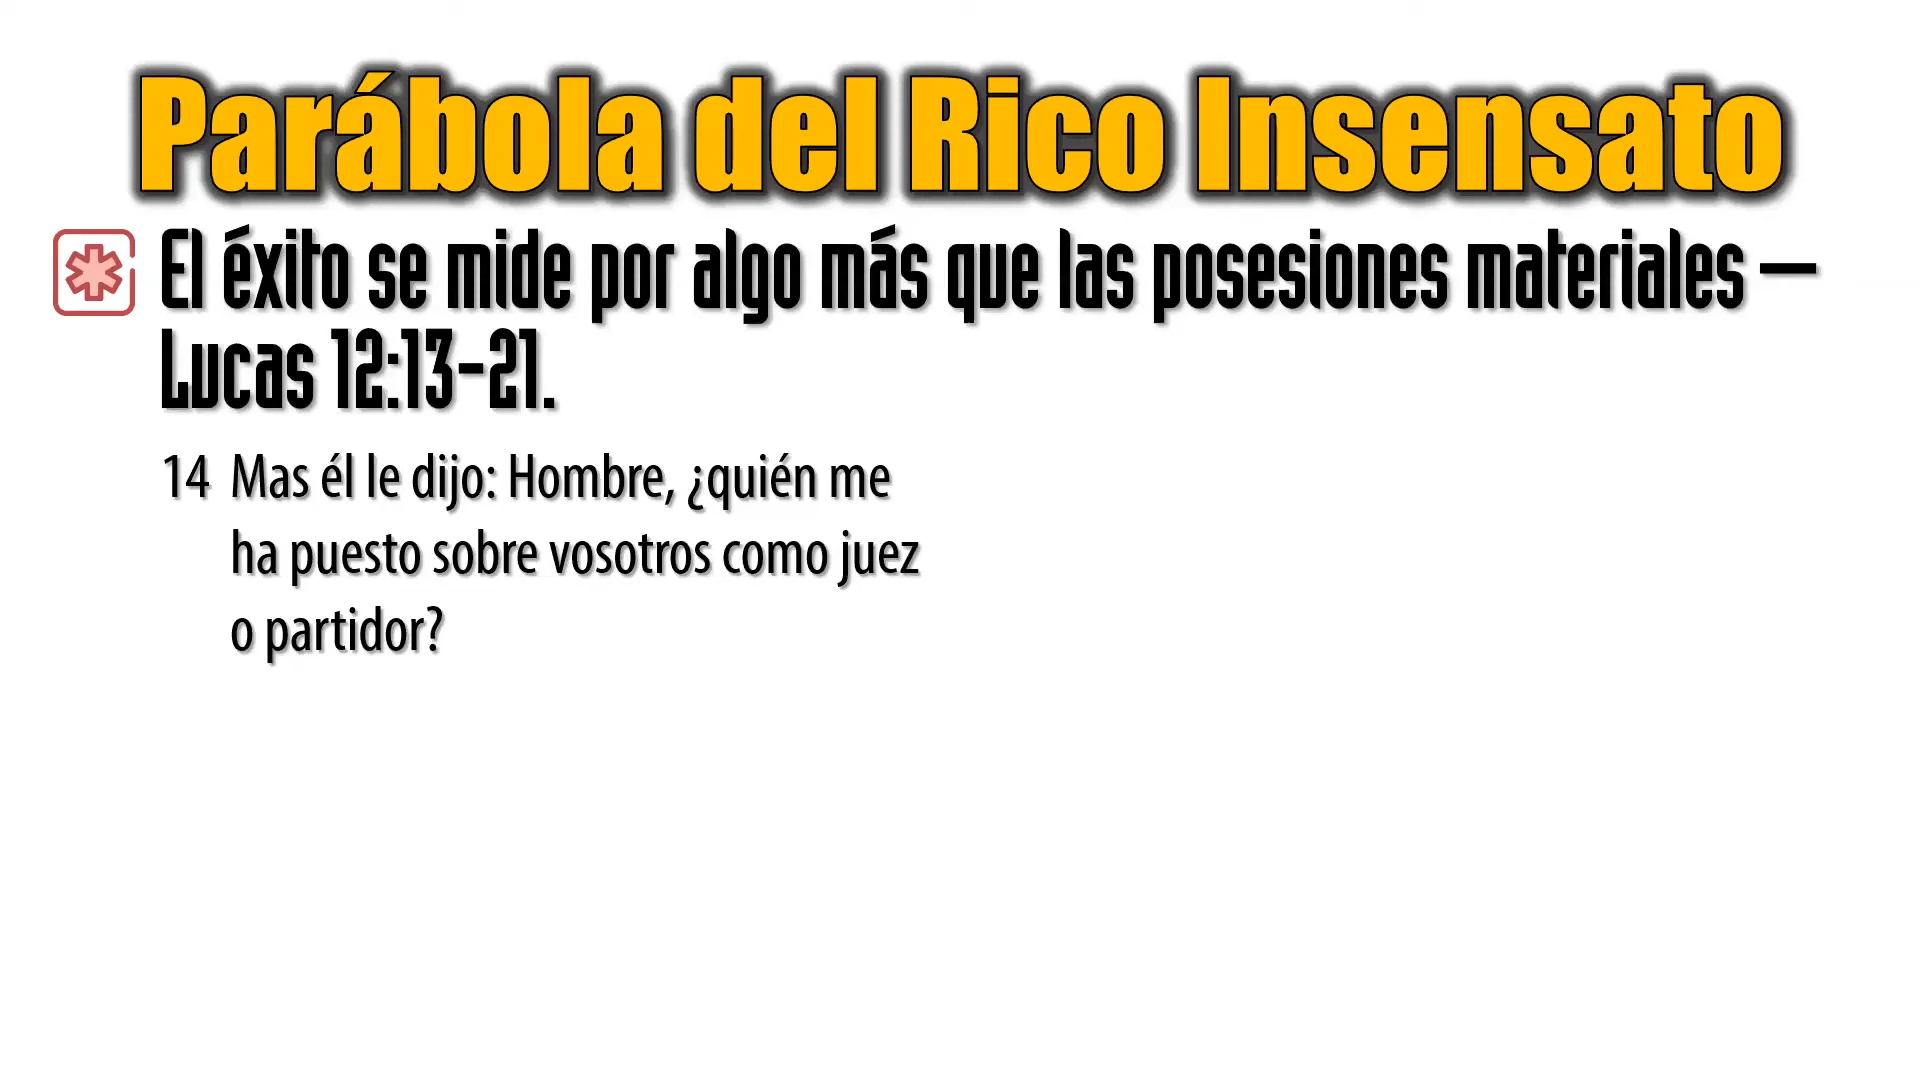 Parábola del Rico Insensato
El éxito se mide por algo más que las posesiones materiales —
Lucas 12:13-21.
14 Mas él le dijo: Hombre, ¿quién me
ha puesto sobre vosotros como juez
o partidor?